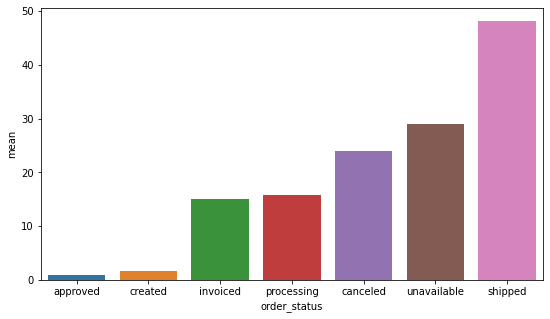 50
40
30
20
10
0
mean
approved created invoiced processing canceled unavailable shipped
order_status